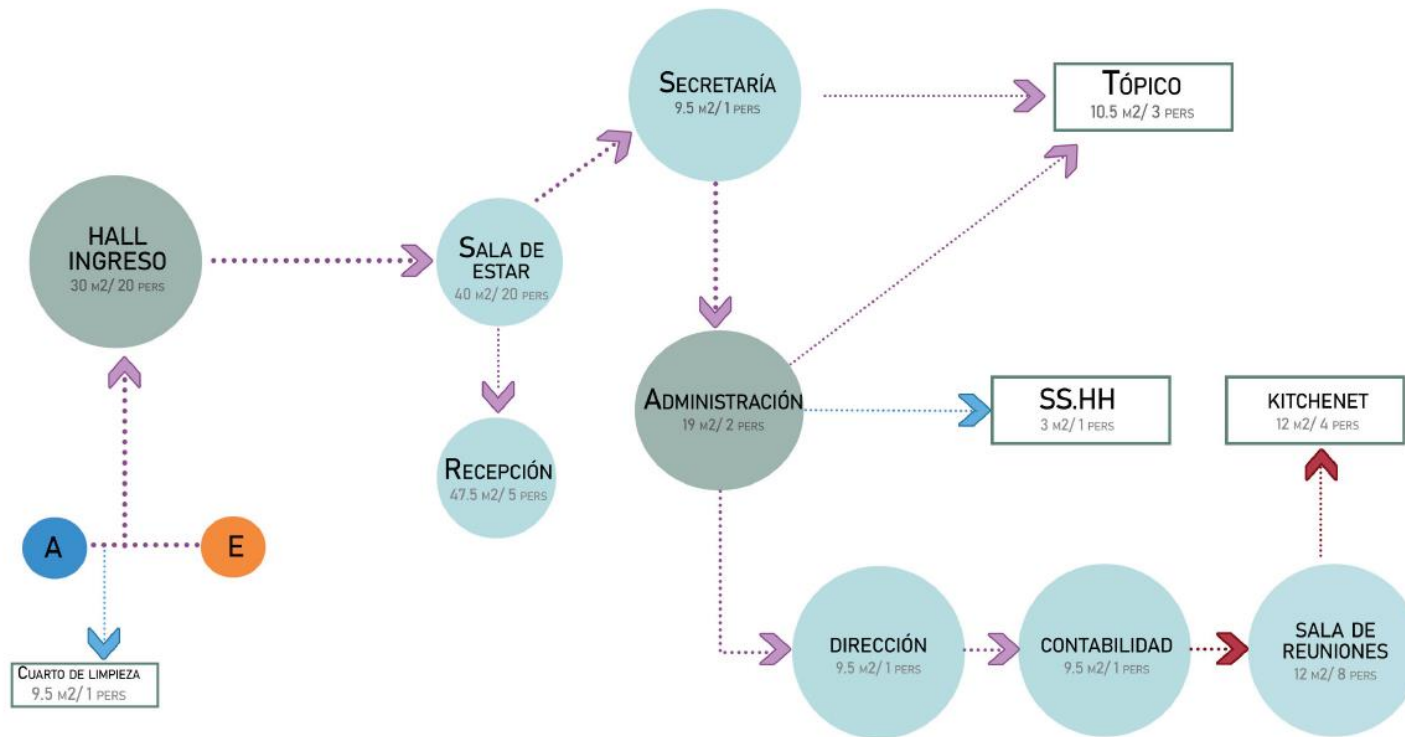 SECRETARÍA
9.5 M2/ 1 PERS
TÓPICO
10.5 M2/ 3 PERS
HALL
INGRESO
30 M2/ 20 PERS
SALA DE
ESTAR
40 M2/ 20 PERS
ADMINISTRACIÓN
19 M2/ 2 PERS
SS.HH
3 M2/ 1 PERS
KITCHENET
12 M2/ 4 PERS
RECEPCIÓN
47.5 M2/ 5 PERS
A
E
DIRECCIÓN
9.5 M2/ 1 PERS
CONTABILIDAD
9.5 M2/ 1 PERS
SALA DE
REUNIONES
12 M2/ 8 PERS
CUARTO DE LIMPIEZA
9.5 M2/ 1 PERS